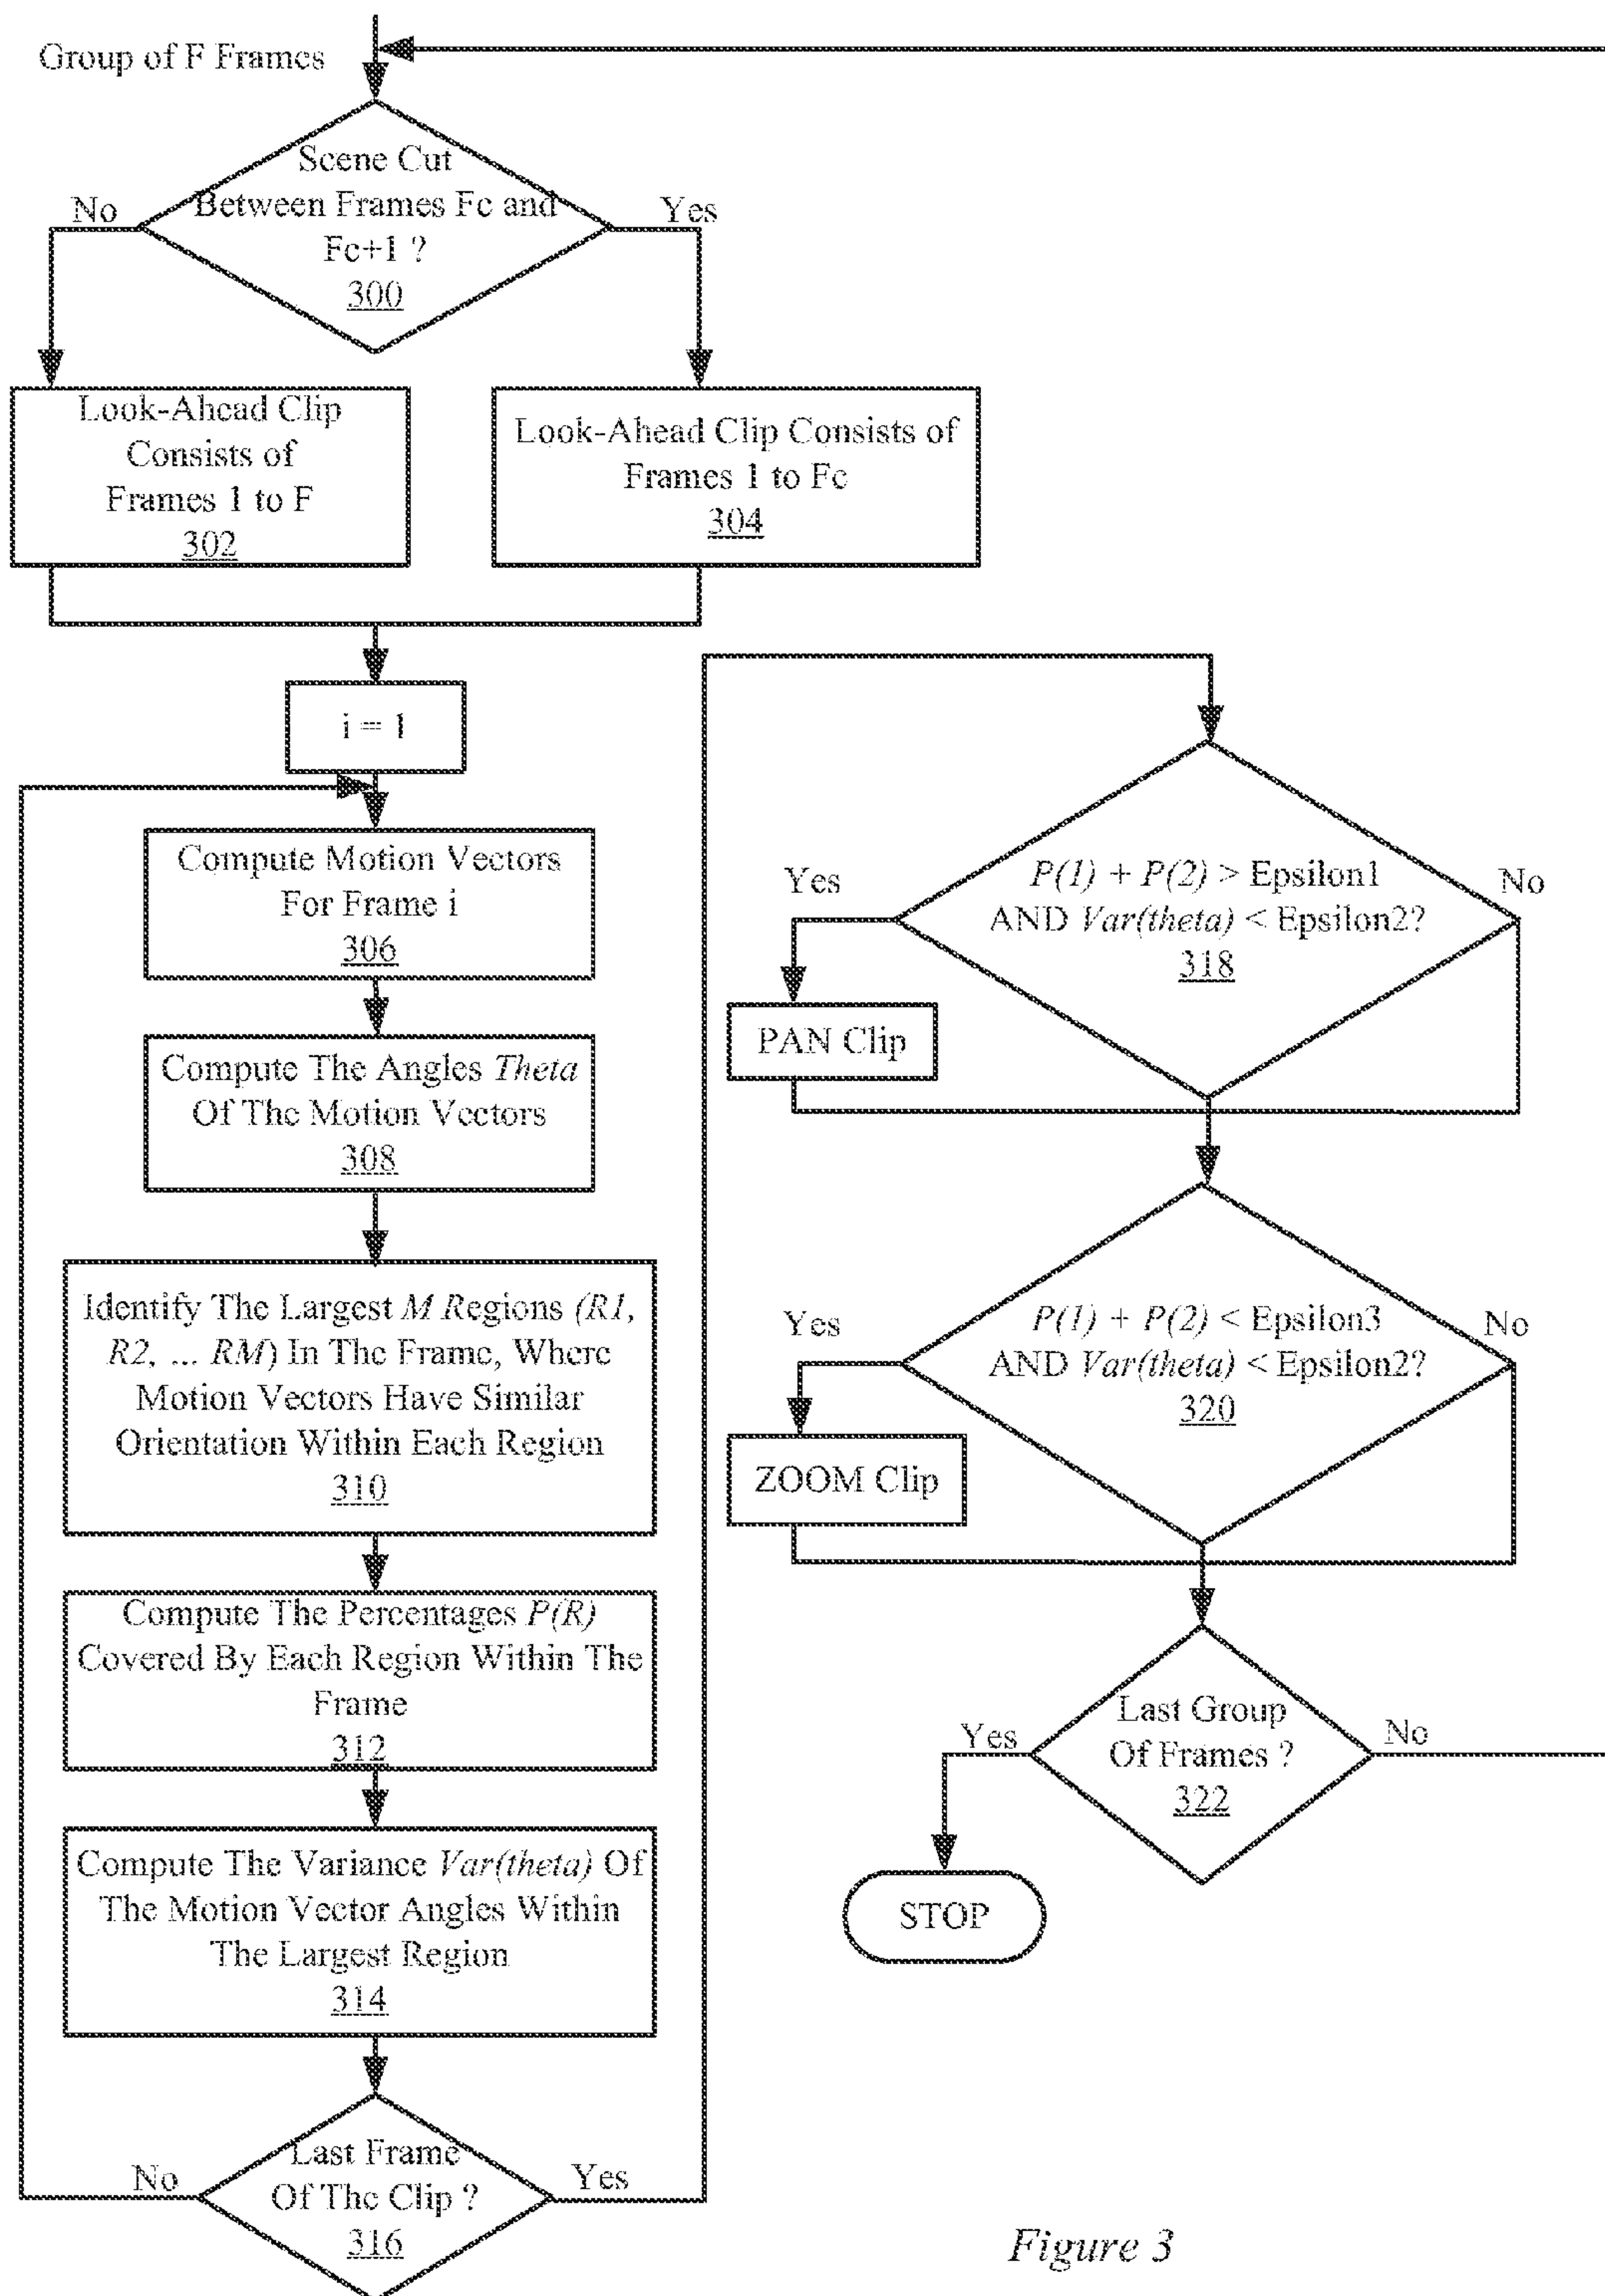 Group of F Frames
Scene Cut
Between Frames Fc and
Fc+1 ?
300
No
Yes
Look-Ahead Clip
Consists of
Frames 1 to F
302
Look-Ahead Clip Consists of
Frames 1 to Fc
304
i = 1
Compute Motion Vectors
For Frame i
306
Compute The Angles Theta
Of The Motion Vectors
308
Identify The Largest M Regions (R1,
R2, ... RM) In The Frame, Where
Motion Vectors Have Similar
Orientation Within Each Region
310
Compute The Percentages P(R)
Covered By Each Region Within The
Frame
312
Compute The Variance Var(theta) Of
The Motion Vector Angles Within
The Largest Region
314
Last Frame
Of The Clip ?
316
No
Yes
P(1) + P(2) > Epsilon1
AND Var(theta) < Epsilon2?
318
Yes
No
PAN Clip
P(1) + P(2) < Epsilon3
AND Var(theta) < Epsilon2?
320
Yes
No
ZOOM Clip
Last Group
Of Frames ?
322
Yes
No
STOP
Figure 3